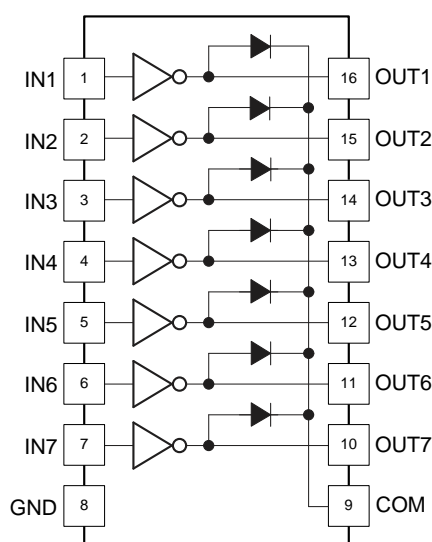 IN1 1 16 OUT1
IN2 2 15 OUT2
IN3 3 14 OUT3
IN4 4 13 OUT4
IN5 5 12 OUT5
IN6 6 11 OUT6
IN7 7 10 OUT7
GND 8 9 COM